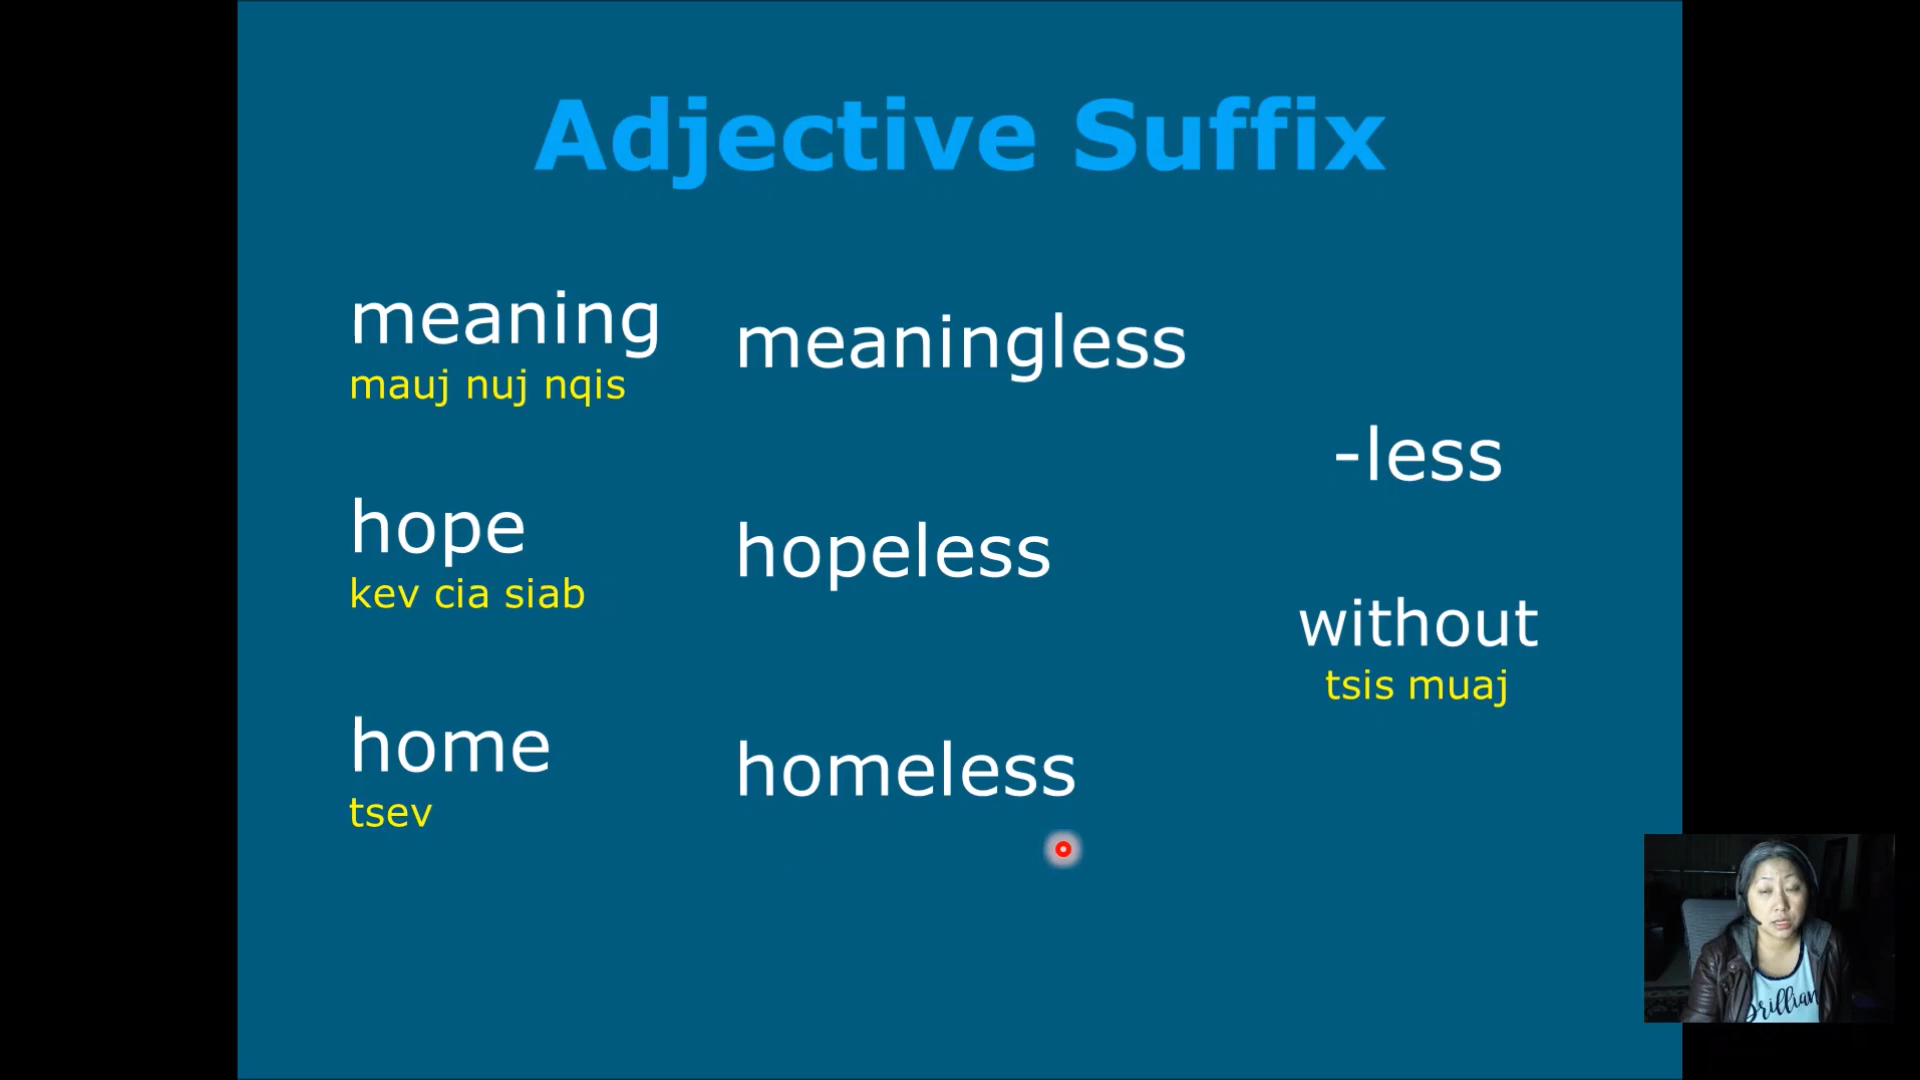 Adjective Suffix
meaning
mauj nuj nqis
meaningless
hope
kev cia siab
hopeless
home
tsev
homeless
-less
without
tsis muaj